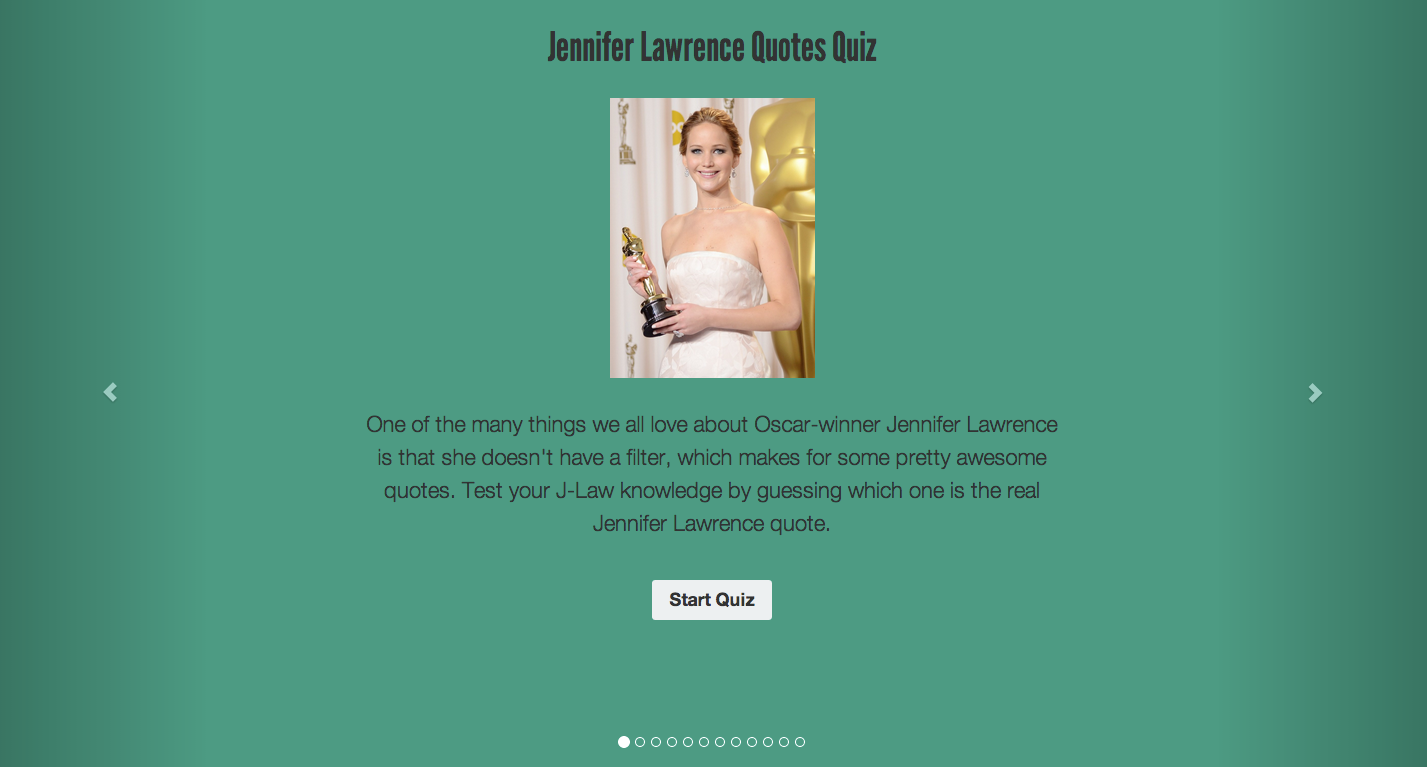 Jennifer Lawrence Quotes Quiz
One of the many things we all love about Oscar-winner Jennifer Lawrence
is that she doesn't have a filter, which makes for some pretty awesome
quotes. Test your J-Law knowledge by guessing which one is the real
Jennifer Lawrence quote.
Start Quiz